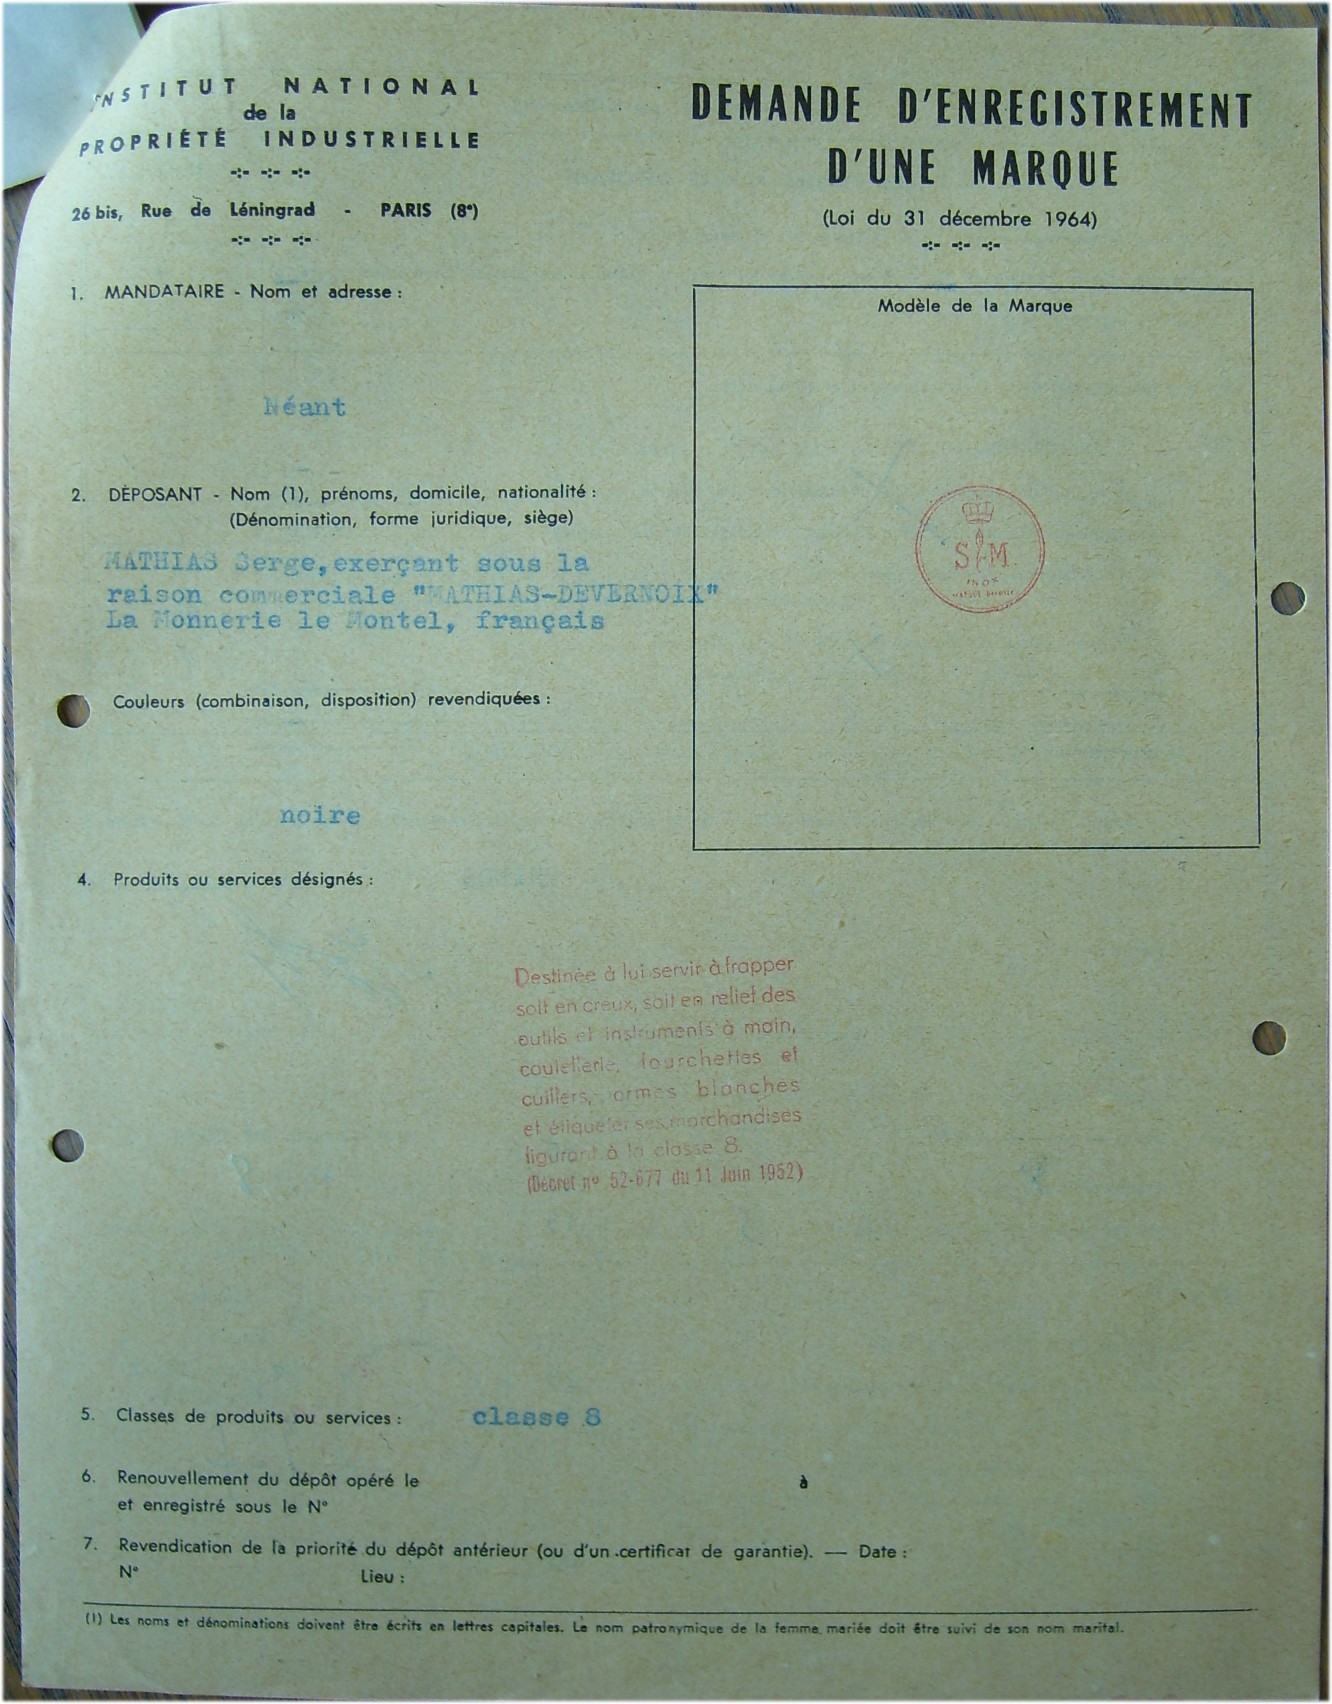 INSTITUT NATIONAL
de la
PROPRIÉTÉ INDUSTRIELLE
-:- -:- -:-
26 bis, Rue de Léningrad - PARIS (8e)
-:- -:- -:-
DEMANDE D'ENREGISTREMENT
D'UNE MARQUE
(Loi du 31 décembre 1964)
-:- -:- -:-
1. MANDATAIRE - Nom et adresse :
Néant
Modèle de la Marque
S M
INOX
2. DÉPOSANT - Nom (1), prénoms, domicile, nationalité :
(Dénomination, forme juridique, siège)
MATHIAS Serge, exerçant sous la
raison commerciale "MATHIAS-DEVERNOIX"
La Monnerie le Montel, français
Couleurs (combinaison, disposition) revendiquées :
noire
4. Produits ou services désignés :
Destinée à lui servir à frapper
soit en creux, soit en relief des
outils et instruments à main,
coutellerie, fourchettes et
cuillers, armes blanches
et étiqueter ses marchandises
figurant à la classe 8.
(Décret nº 52-677 du 11 Juin 1952)
5. Classes de produits ou services : classe 8
6. Renouvellement du dépôt opéré le à
et enregistré sous le N°
7. Revendication de la priorité du dépôt antérieur (ou d'un certificat de garantie). — Date :
N° Lieu :
(1) Les noms et dénominations doivent être écrits en lettres capitales. Le nom patronymique de la femme mariée doit être suivi de son nom marital.